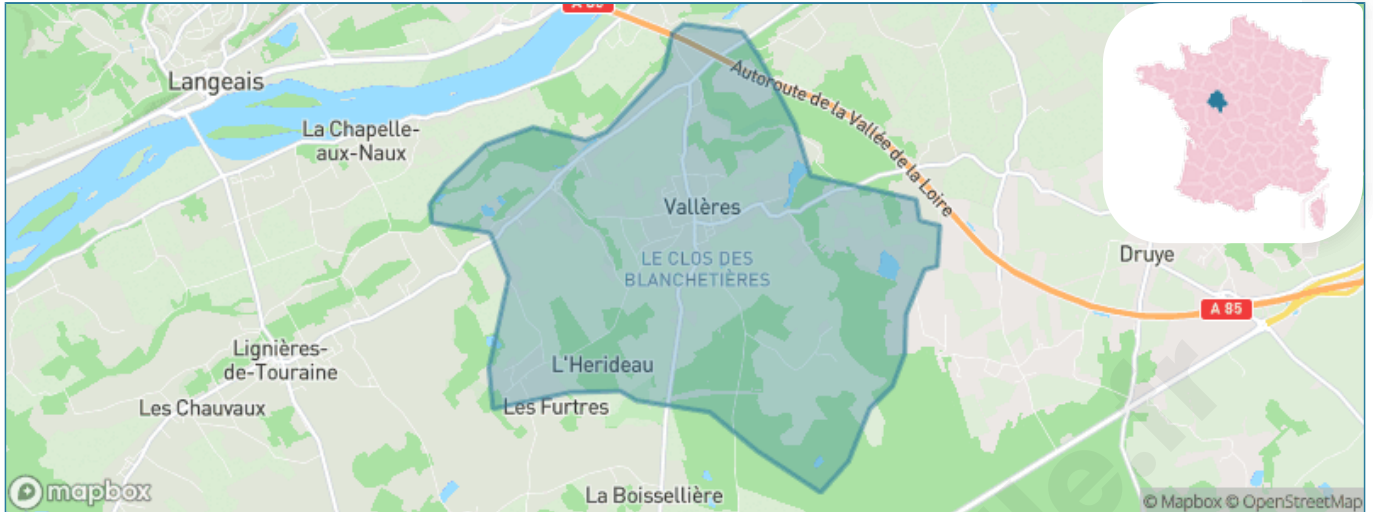 A 85
Langeais
Autoroute de la Vallée de la Loire
La Chapelle-
aux-Naux
Vallères
Druye
LE CLOS DES
BLANCHETIÈRES
A 85
Lignières-
de-Touraine
L'Herideau
Les Chauvaux
Les Furtres
La Boissellière
mapbox
© Mapbox © OpenStreetMap